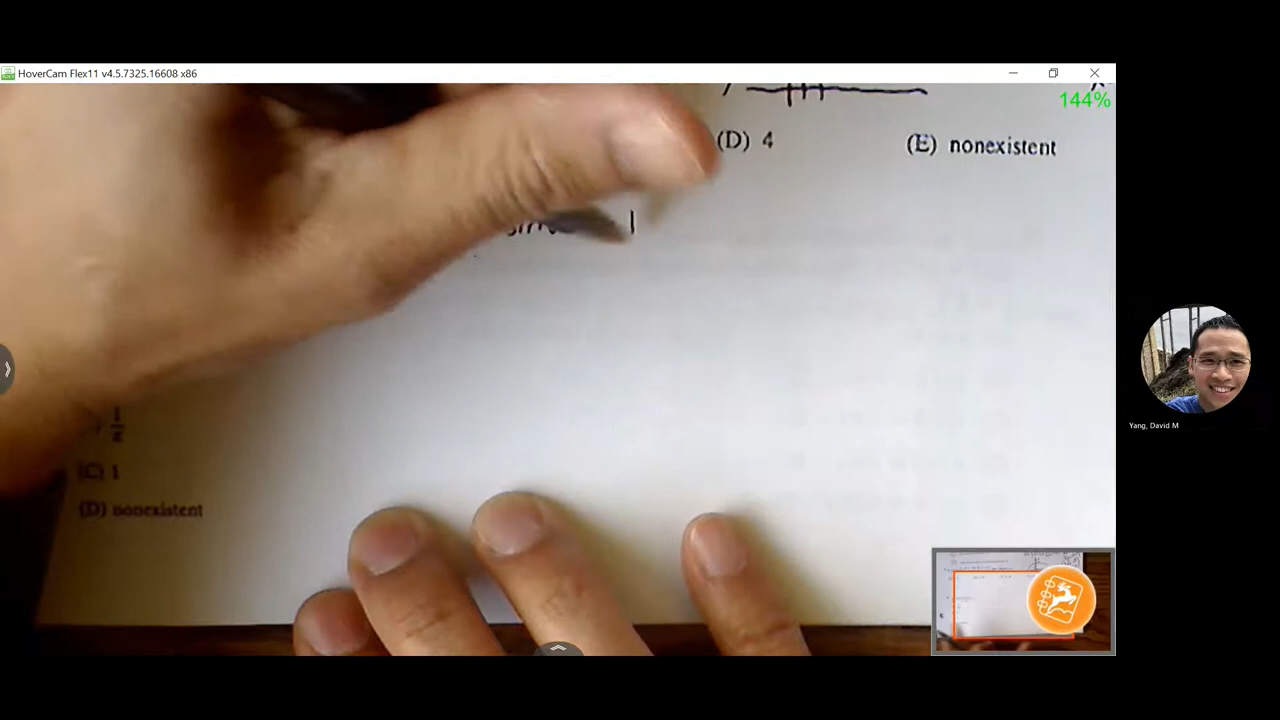 HoverCam Flex11 v4.5.7325.16608 x86
144%
(D) 4 (E) nonexistent
(C) 1
(D) nonexistent
Yang, David M